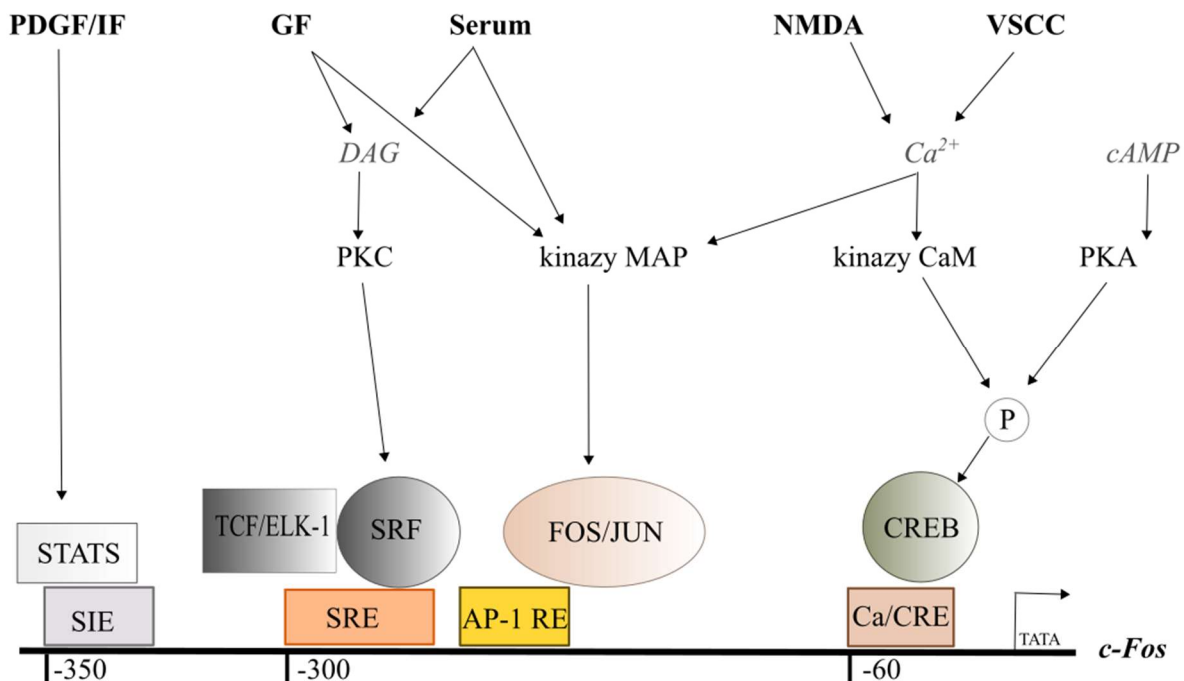 PDGF/IF
GF
Serum
NMDA
VSCC
DAG
Ca2+
cAMP
PKC
kinazy MAP
kinazy CaM
PKA
P
TCF/ELK-1
SRF
FOS/JUN
CREB
STATS
SIE
SRE
AP-1 RE
Ca/CRE
TATA
c-Fos
-350
-300
-60